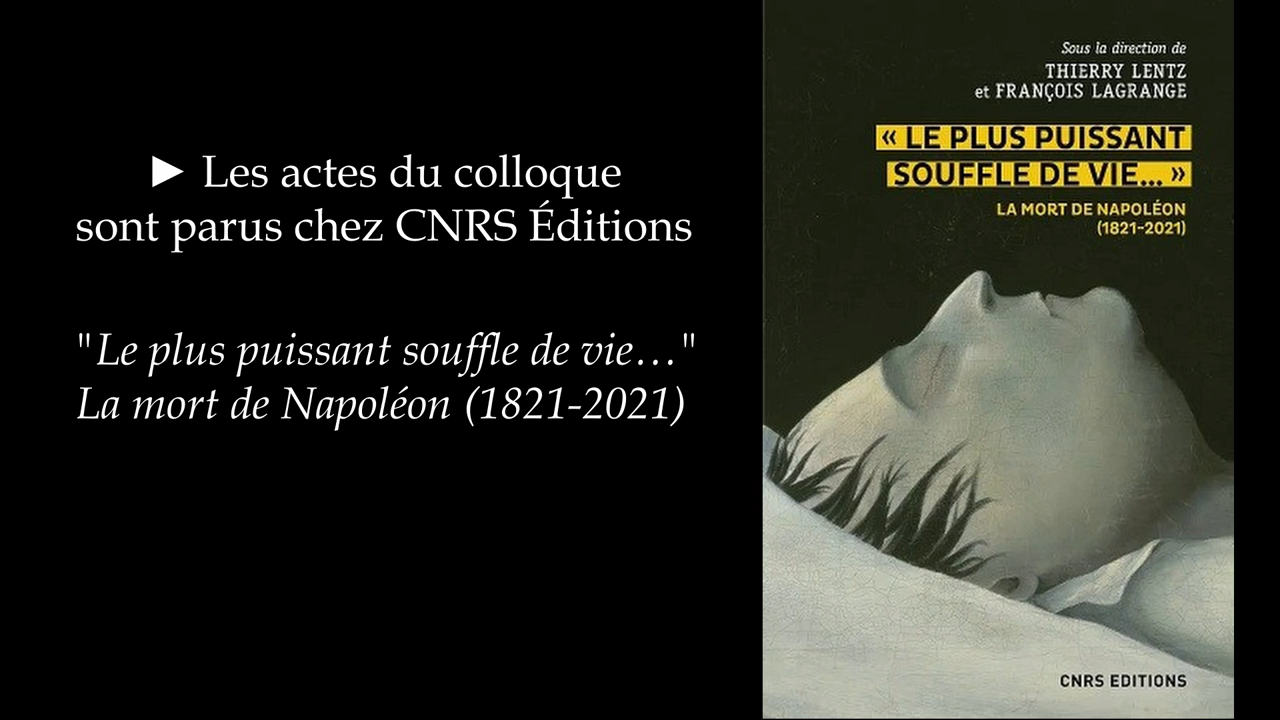 ► Les actes du colloque
sont parus chez CNRS Éditions
"Le plus puissant souffle de vie…"
La mort de Napoléon (1821-2021)
Sous la direction de
THIERRY LENTZ
et FRANÇOIS LAGRANGE
« LE PLUS PUISSANT
SOUFFLE DE VIE... »
LA MORT DE NAPOLÉON
(1821-2021)
CNRS EDITIONS